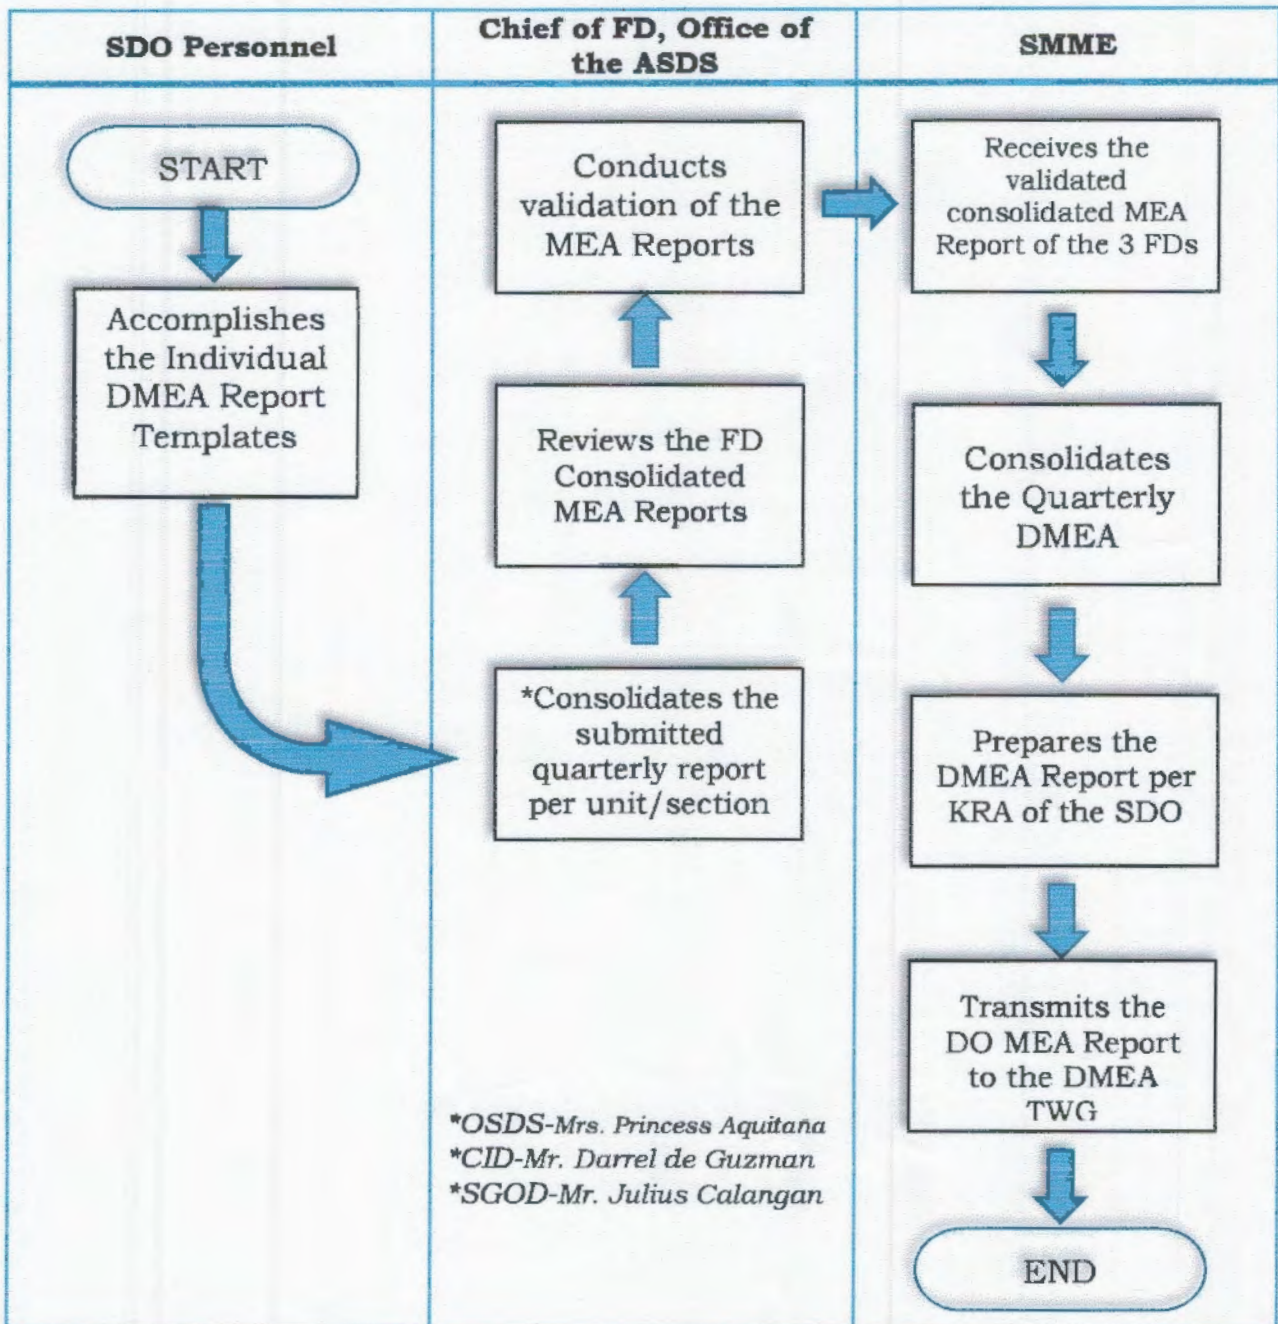 SDO Personnel
Chief of FD, Office of
the ASDS
SMME
START
Accomplishes
the Individual
DMEA Report
Templates
*Consolidates the
submitted
quarterly report
per unit/section
Reviews the FD
Consolidated
MEA Reports
Conducts
validation of the
MEA Reports
Receives the
validated
consolidated MEA
Report of the 3 FDs
Consolidates
the Quarterly
DMEA
Prepares the
DMEA Report per
KRA of the SDO
Transmits the
DO MEA Report
to the DMEA
TWG
END
*OSDS-Mrs. Princess Aquitaña
*CID-Mr. Darrel de Guzman
*SGOD-Mr. Julius Calangan